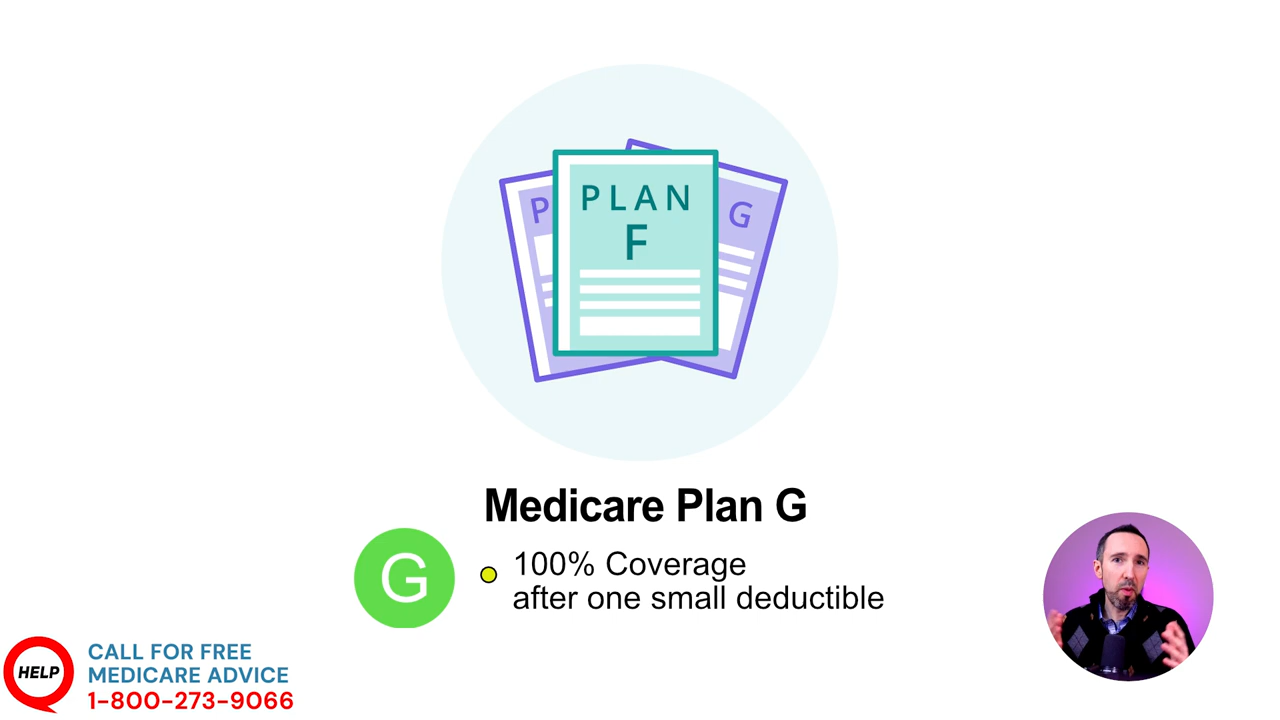 P
PLAN
F
G
Medicare Plan G
G
100% Coverage
after one small deductible
HELP
CALL FOR FREE
MEDICARE ADVICE
1-800-273-9066